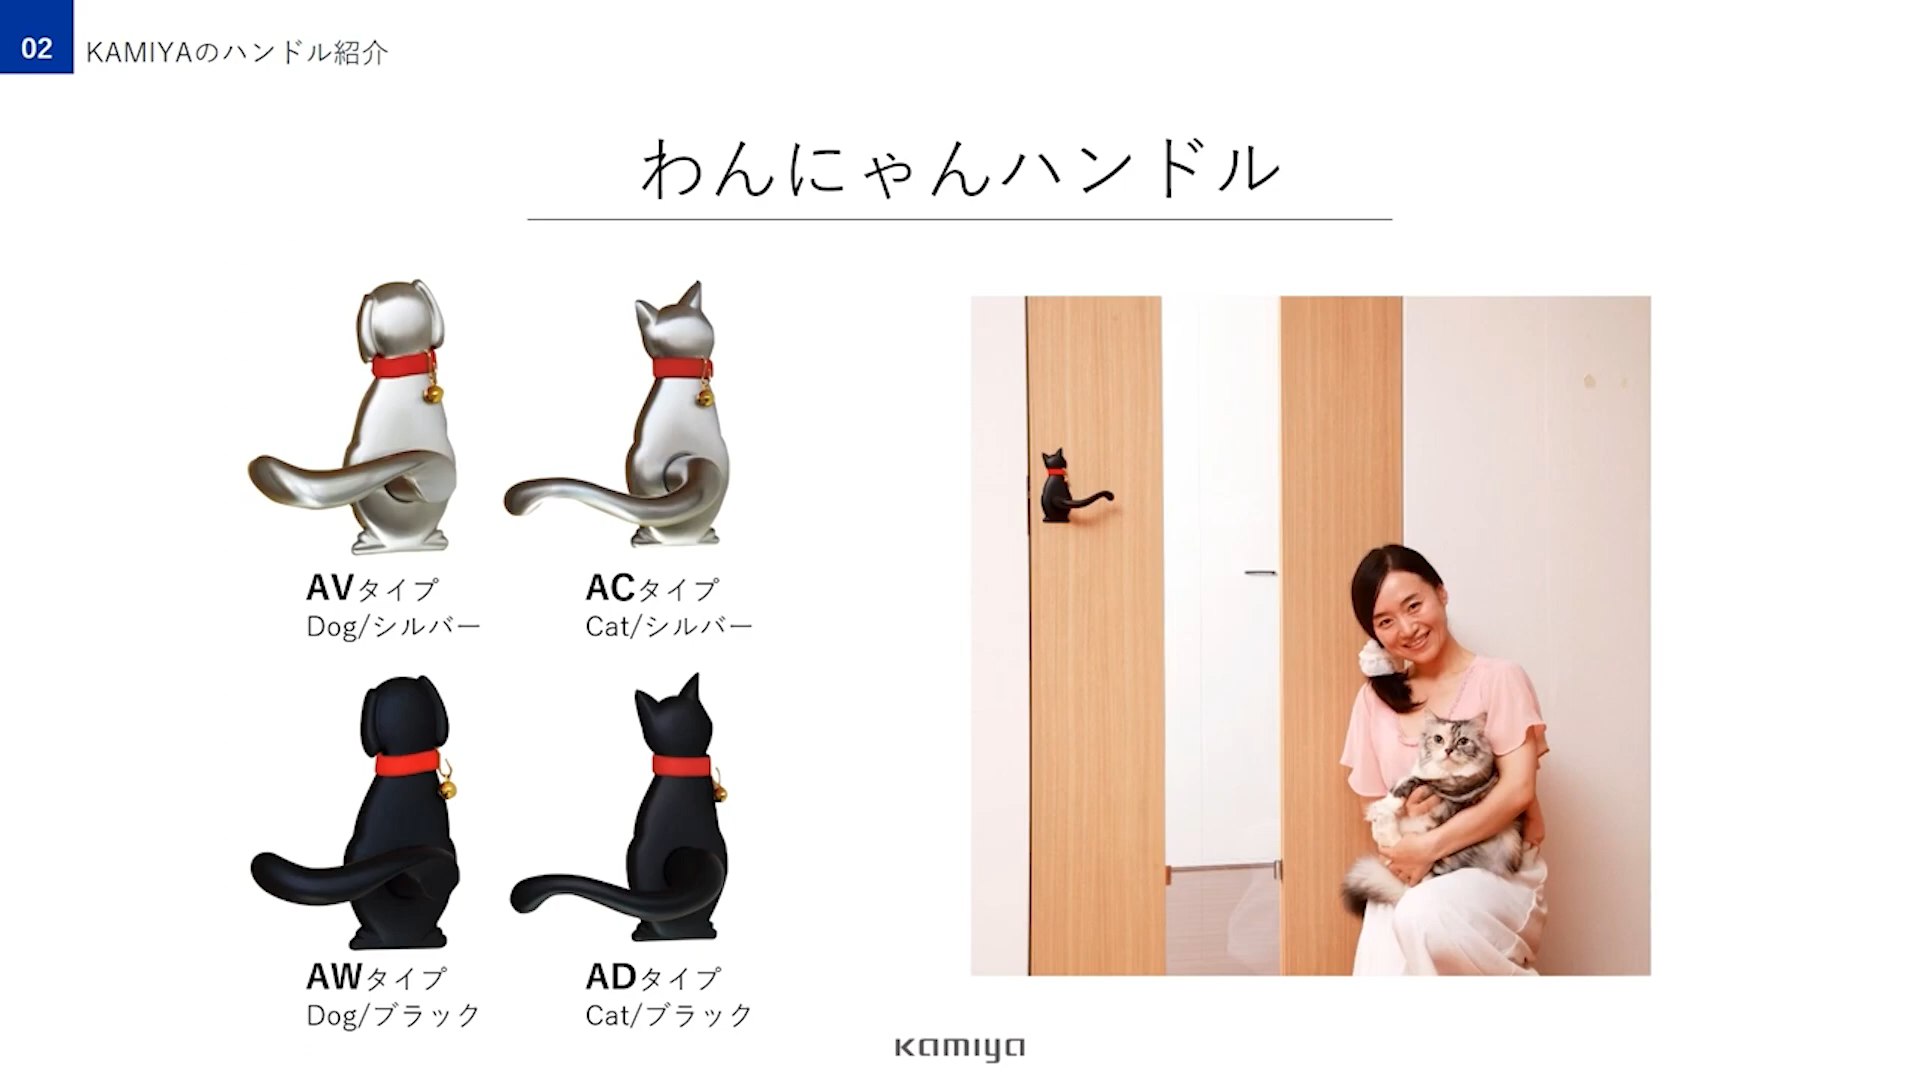 02
KAMIYAのハンドル紹介
わんにゃんハンドル
AVタイプ
Dog/シルバー
ACタイプ
Cat/シルバー
AWタイプ
Dog/ブラック
ADタイプ
Cat/ブラック
kamiya